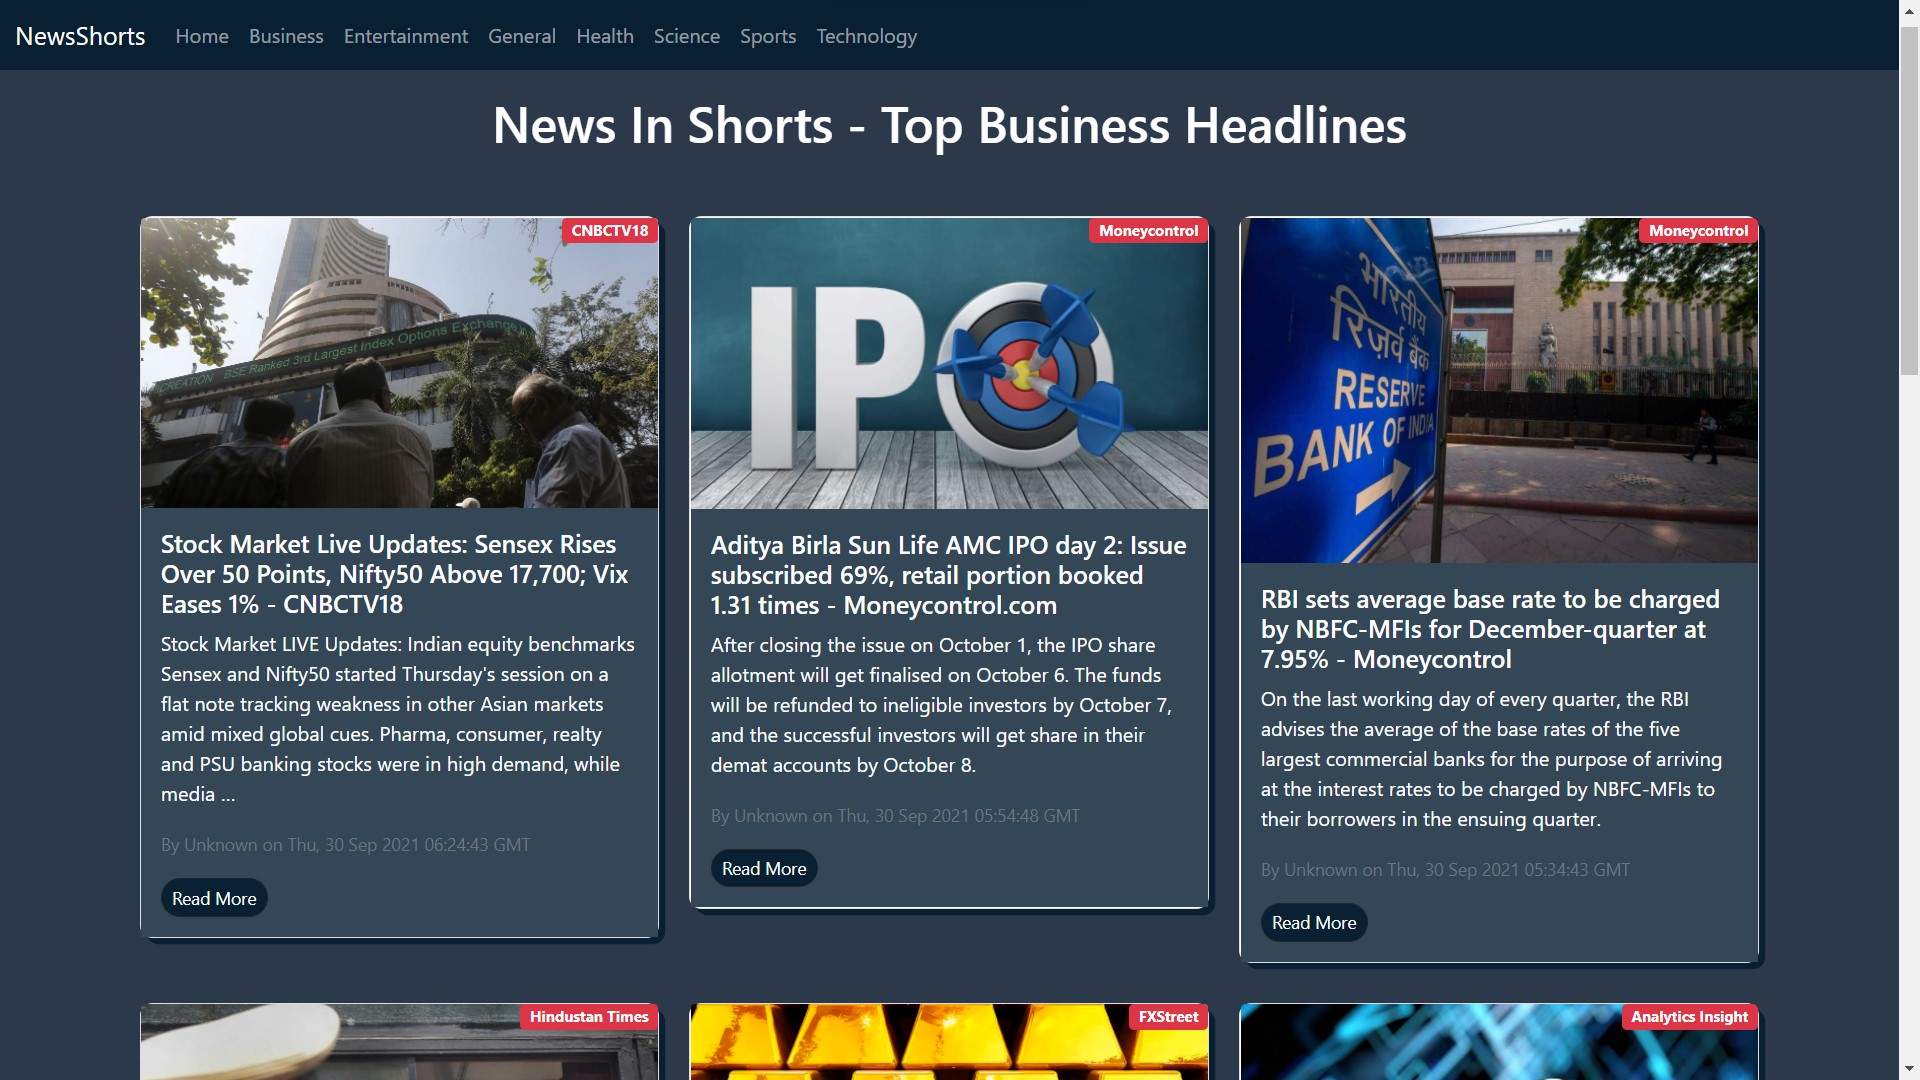 NewsShorts Home Business Entertainment General Health Science Sports Technology
News In Shorts - Top Business Headlines
CNBCTV18
CREATION BSE Ranked 3rd Largest Index Options Exchange
Stock Market Live Updates: Sensex Rises
Over 50 Points, Nifty50 Above 17,700; Vix
Eases 1% - CNBCTV18
Stock Market LIVE Updates: Indian equity benchmarks
Sensex and Nifty50 started Thursday's session on a
flat note tracking weakness in other Asian markets
amid mixed global cues. Pharma, consumer, realty
and PSU banking stocks were in high demand, while
media ...
By Unknown on Thu, 30 Sep 2021 06:24:43 GMT
Read More
Moneycontrol
IPO
Aditya Birla Sun Life AMC IPO day 2: Issue
subscribed 69%, retail portion booked
1.31 times - Moneycontrol.com
After closing the issue on October 1, the IPO share
allotment will get finalised on October 6. The funds
will be refunded to ineligible investors by October 7,
and the successful investors will get share in their
demat accounts by October 8.
By Unknown on Thu, 30 Sep 2021 05:54:48 GMT
Read More
Moneycontrol
भारतीय
रिज़र्व बैंक
RESERVE
BANK OF INDIA
RBI sets average base rate to be charged
by NBFC-MFIs for December-quarter at
7.95% - Moneycontrol
On the last working day of every quarter, the RBI
advises the average of the base rates of the five
largest commercial banks for the purpose of arriving
at the interest rates to be charged by NBFC-MFIs to
their borrowers in the ensuing quarter.
By Unknown on Thu, 30 Sep 2021 05:34:43 GMT
Read More
Hindustan Times
FXStreet
Analytics Insight